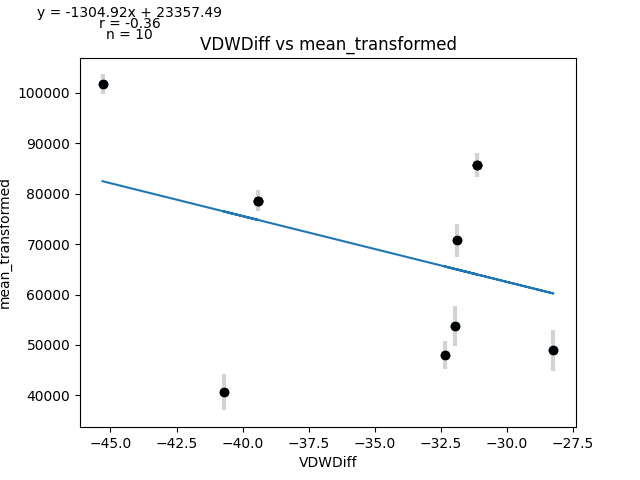 y = -1304.92x + 23357.49
r = -0.36
n = 10
VDWDiff vs mean_transformed
mean_transformed
100000
90000
80000
70000
60000
50000
40000
−45.0 −42.5 −40.0 −37.5 −35.0 −32.5 −30.0 −27.5
VDWDiff